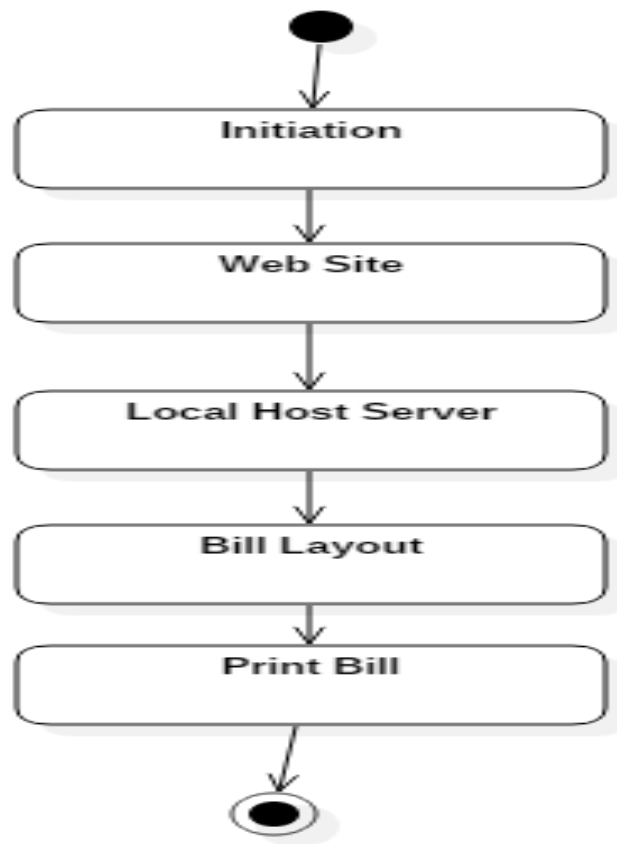 Initiation
Web Site
Local Host Server
Bill Layout
Print Bill